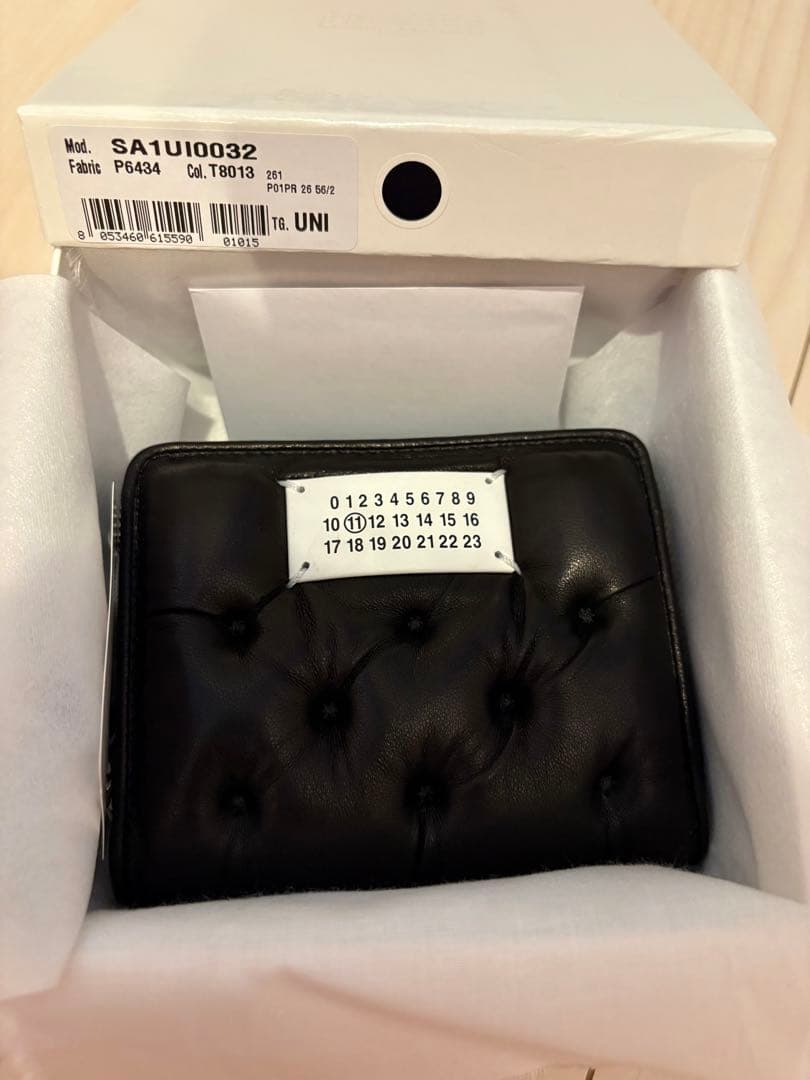 Mod. SA1UI0032
Fabric P6434 Col. T8013 261
P01PR 26 56/2
8 053460 615590 01015 TG. UNI
0 1 2 3 4 5 6 7 8 9
10 11 12 13 14 15 16
17 18 19 20 21 22 23